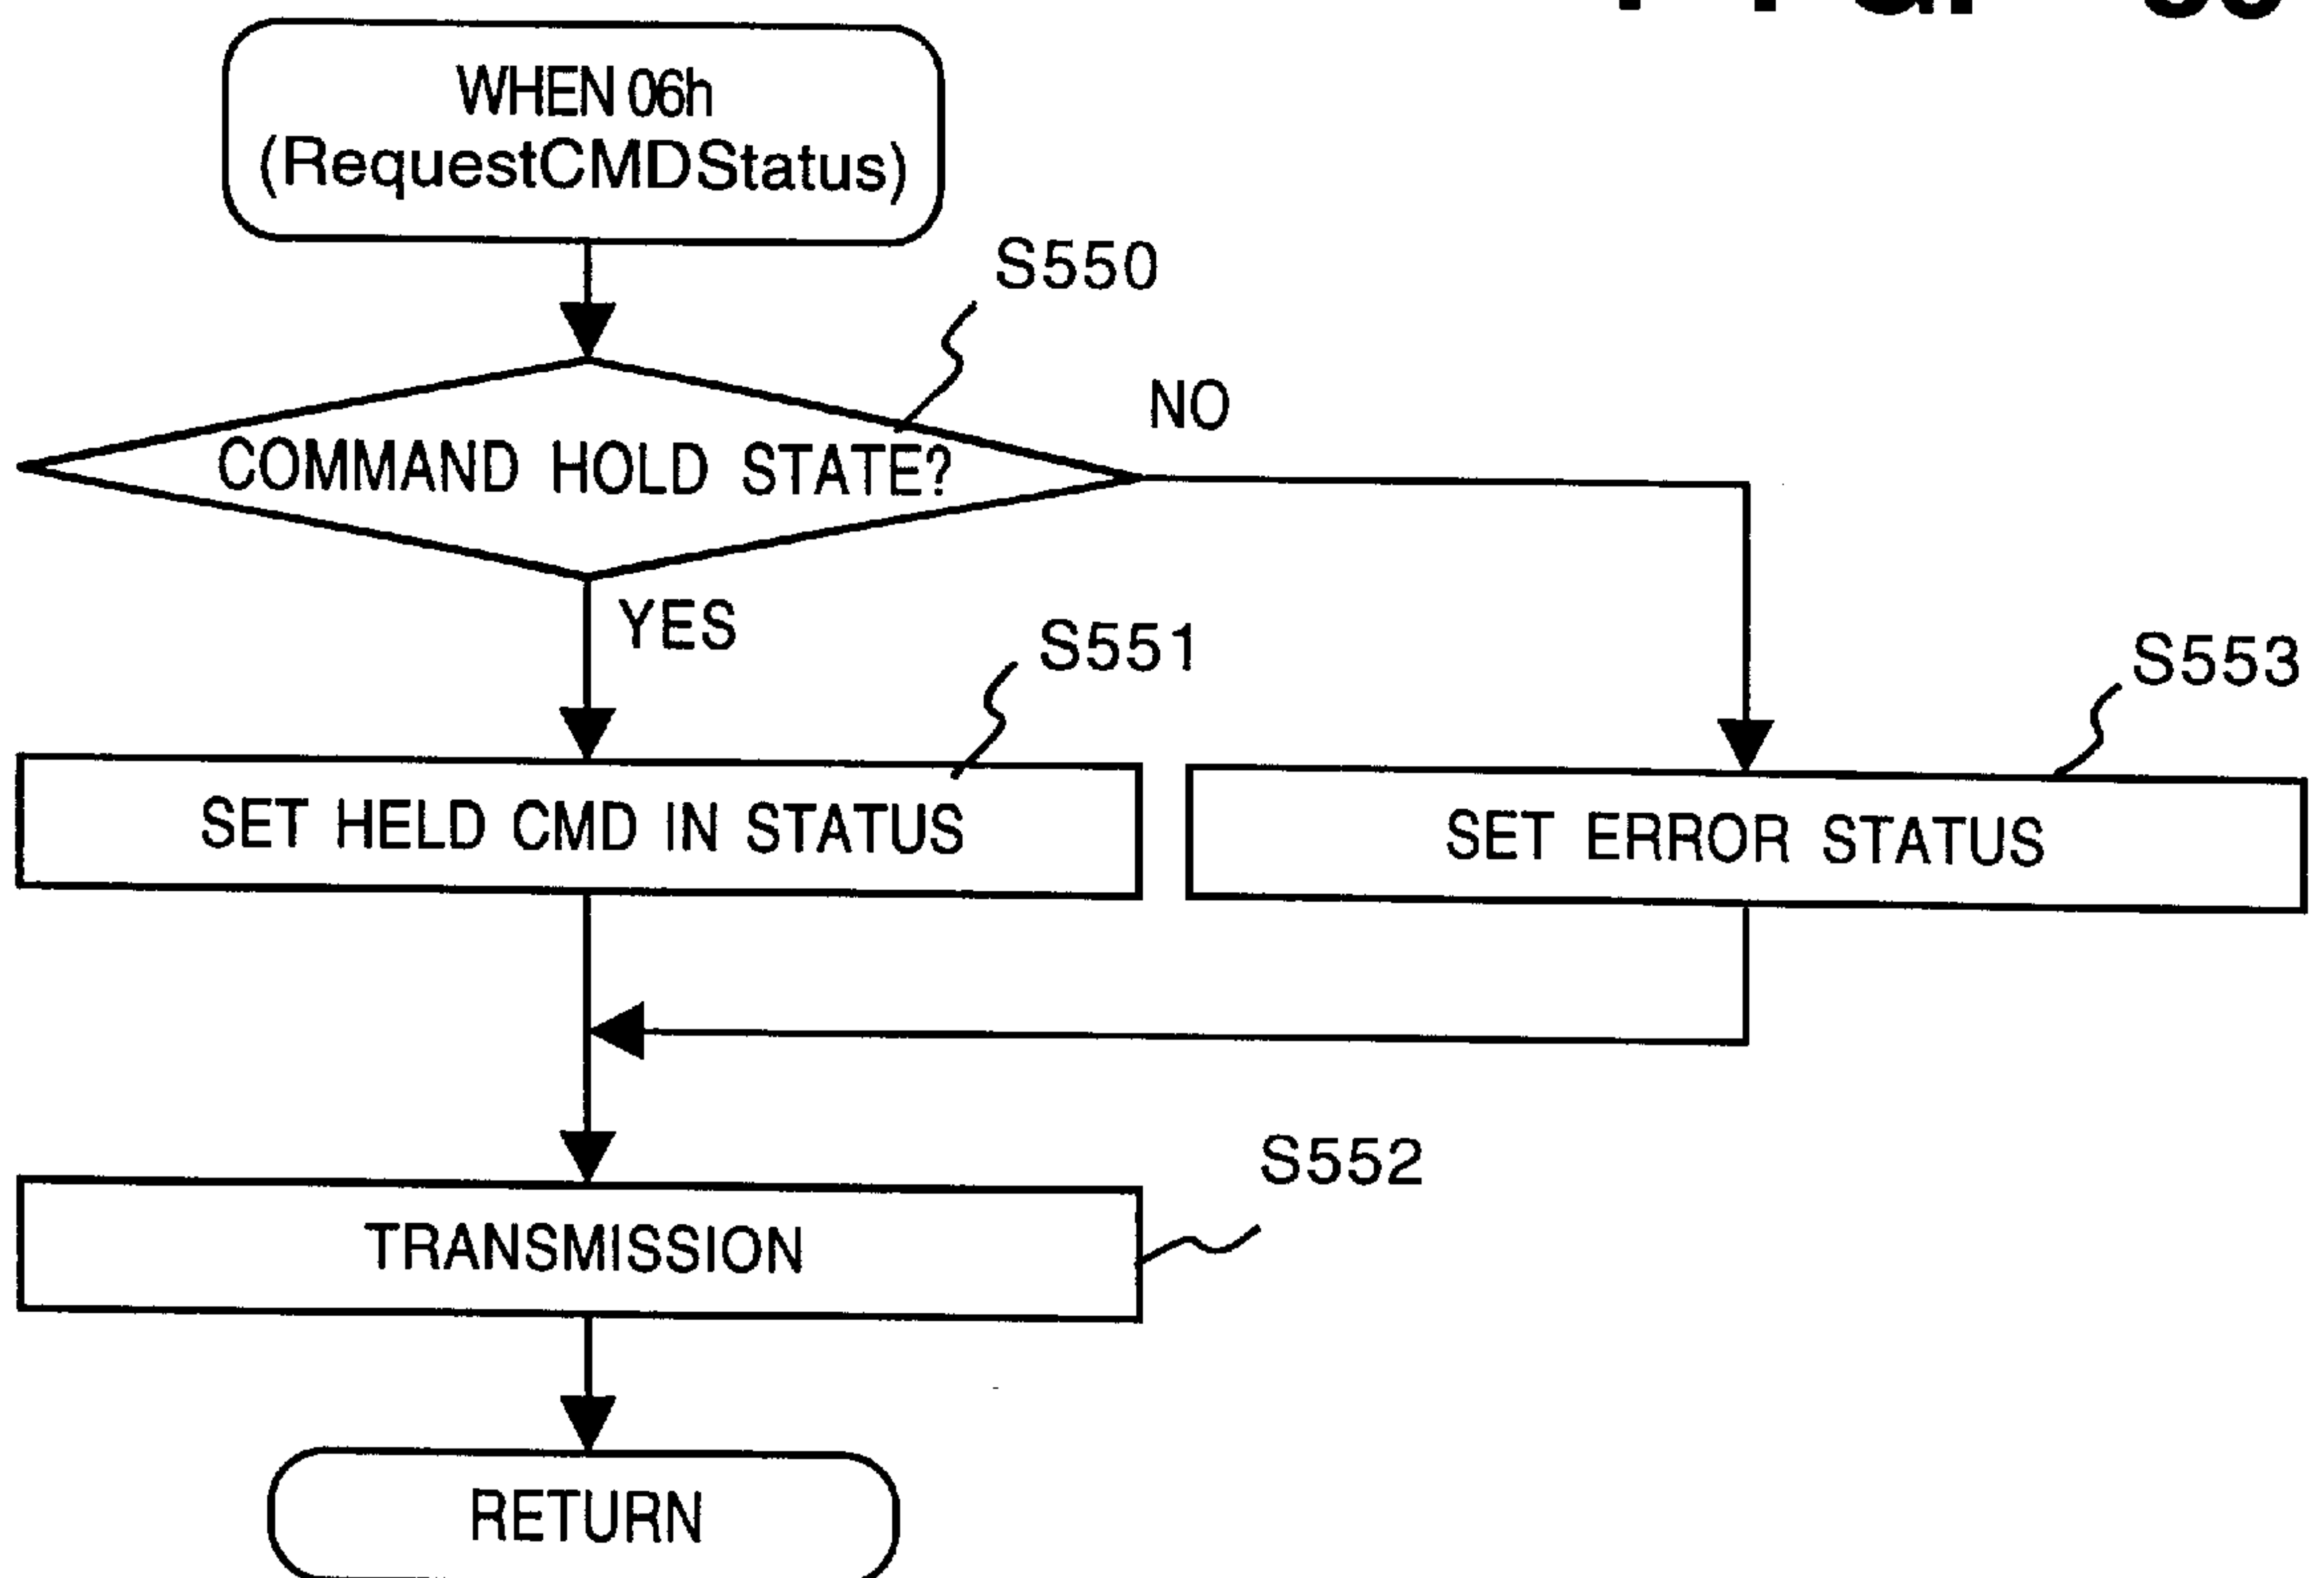 WHEN 06h
(RequestCMDStatus)
S550
COMMAND HOLD STATE?
NO
YES
S551
SET HELD CMD IN STATUS
S553
SET ERROR STATUS
S552
TRANSMISSION
RETURN